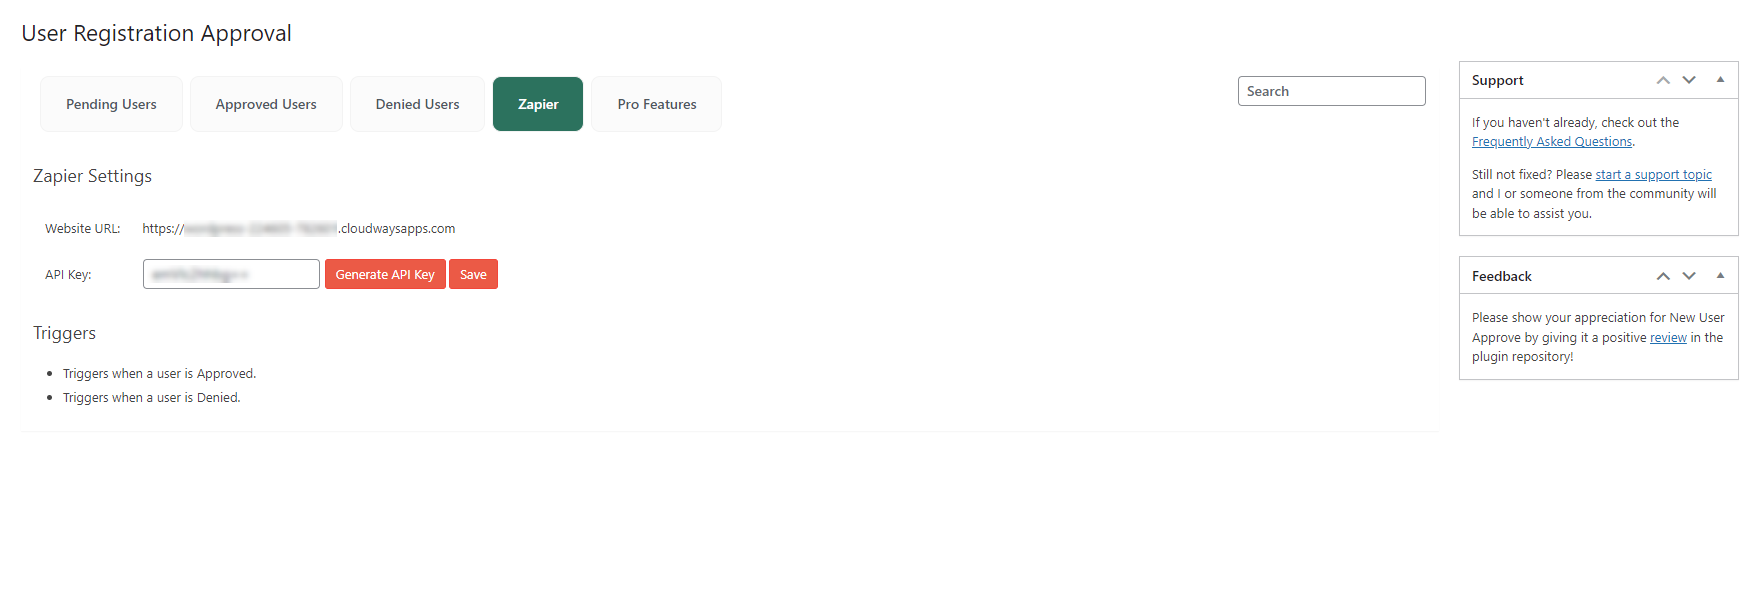 User Registration Approval
Pending Users
Approved Users
Denied Users
Zapier
Pro Features
Search
Zapier Settings
Website URL: https:// .cloudwaysapps.com
API Key:
Generate API Key
Save
Triggers
Triggers when a user is Approved.
Triggers when a user is Denied.
Support
If you haven't already, check out the
Frequently Asked Questions.
Still not fixed? Please start a support topic
and I or someone from the community will
be able to assist you.
Feedback
Please show your appreciation for New User
Approve by giving it a positive review in the
plugin repository!